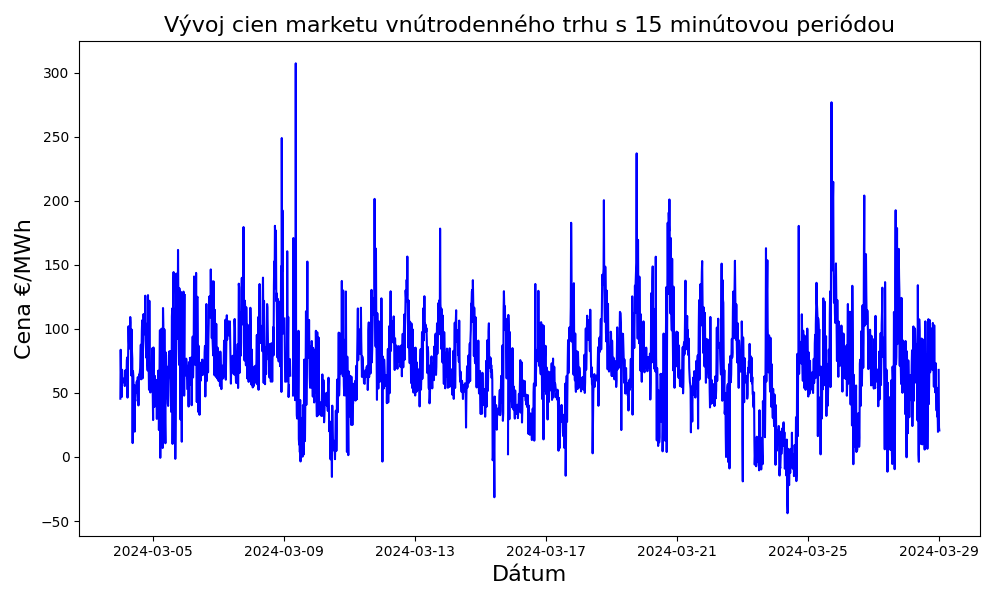 Vývoj cien marketu vnútrodenného trhu s 15 minútovou periódou
Cena €/MWh
300
250
200
150
100
50
0
−50
2024-03-05 2024-03-09 2024-03-13 2024-03-17 2024-03-21 2024-03-25 2024-03-29
Dátum